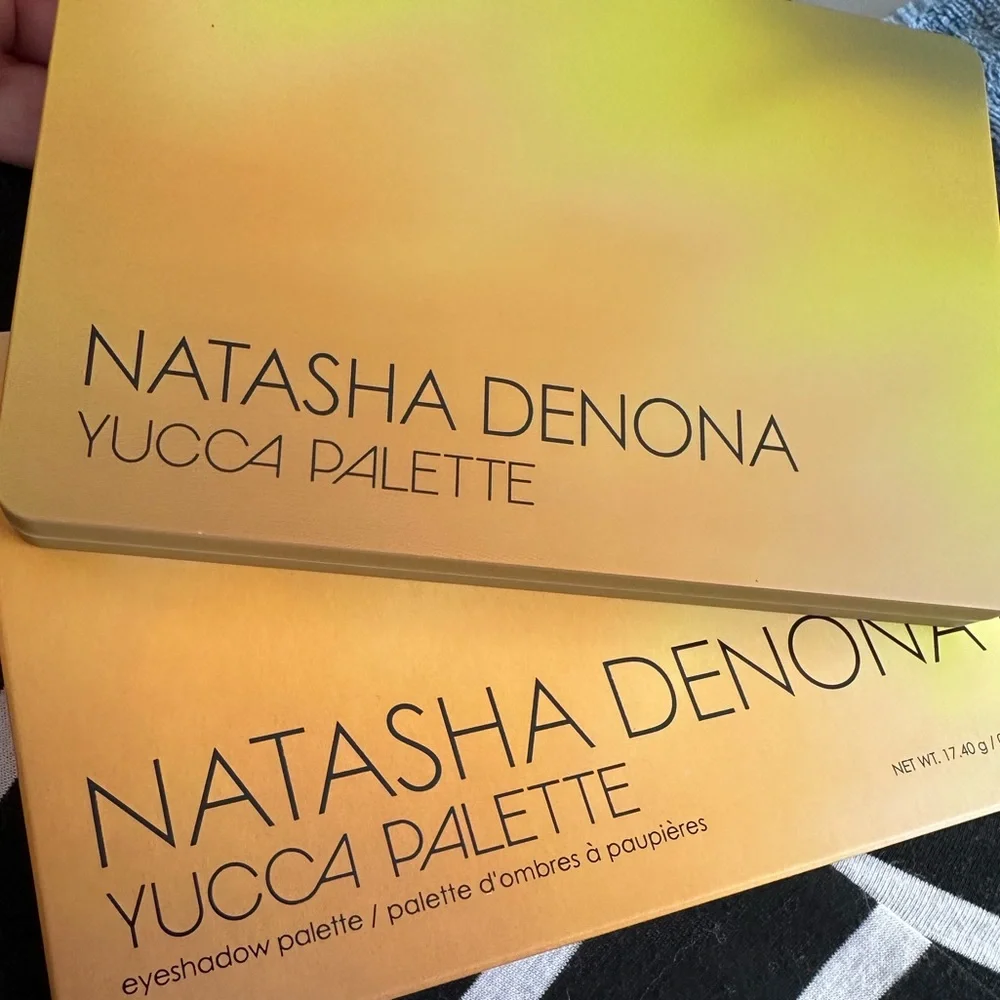 NATASHA DENONA
YUCCA PALETTE
NATASHA DENONA
YUCCA PALETTE
eyeshadow palette / palette d'ombres à paupières
NET WT. 17.40 g /